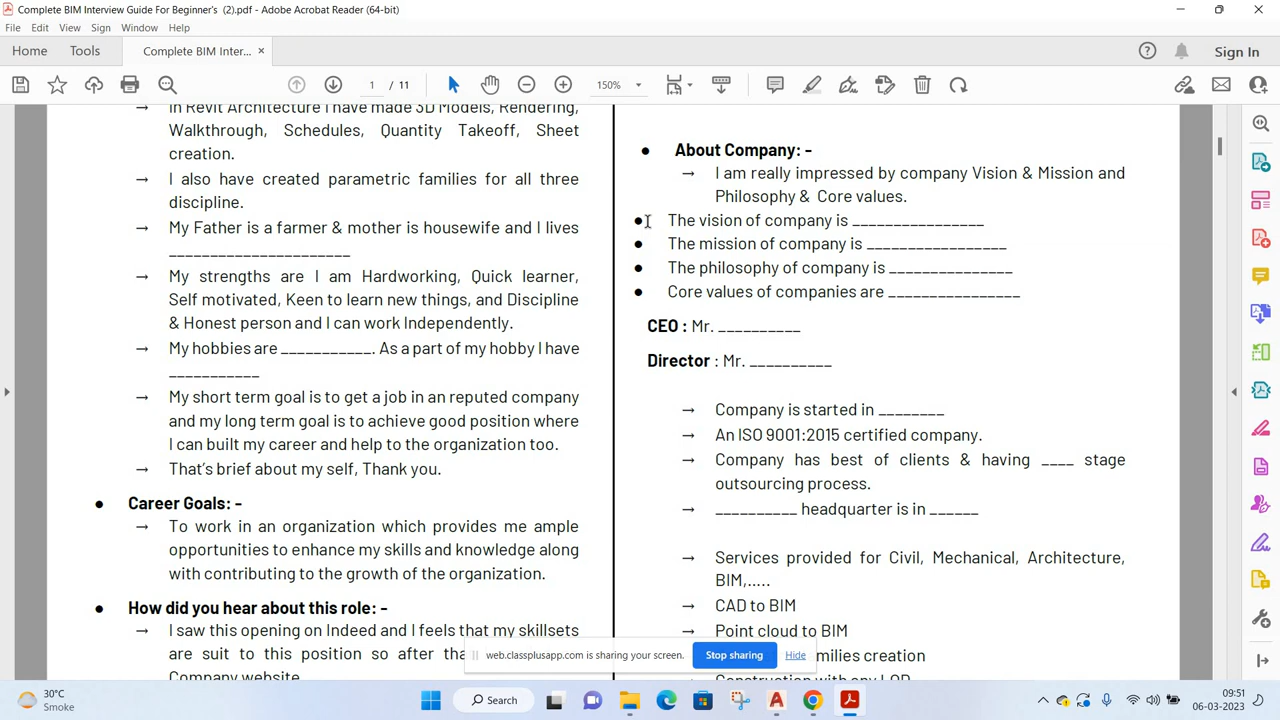 Complete BIM Interview Guide For Beginner's (2).pdf - Adobe Acrobat Reader (64-bit)
File Edit View Sign Window Help
Home Tools Complete BIM Inter... × Sign In
1 / 11 150%
In Revit Architecture I have made 3D Models, Rendering,
Walkthrough, Schedules, Quantity Takeoff, Sheet
creation.
→ I also have created parametric families for all three
discipline.
→ My Father is a farmer & mother is housewife and I lives
______________________
→ My strengths are I am Hardworking, Quick learner,
Self motivated, Keen to learn new things, and Discipline
& Honest person and I can work Independently.
→ My hobbies are ___________. As a part of my hobby I have
___________
→ My short term goal is to get a job in an reputed company
and my long term goal is to achieve good position where
I can built my career and help to the organization too.
→ That's brief about my self, Thank you.
● Career Goals: -
→ To work in an organization which provides me ample
opportunities to enhance my skills and knowledge along
with contributing to the growth of the organization.
● How did you hear about this role: -
→ I saw this opening on Indeed and I feels that my skillsets
are suit to this position so after
Company website
● About Company: -
→ I am really impressed by company Vision & Mission and
Philosophy & Core values.
● The vision of company is ________________
● The mission of company is _________________
● The philosophy of company is _______________
● Core values of companies are ________________
CEO : Mr. __________
Director : Mr. __________
→ Company is started in ________
→ An ISO 9001:2015 certified company.
→ Company has best of clients & having ____ stage
outsourcing process.
→ __________ headquarter is in ______
→ Services provided for Civil, Mechanical, Architecture,
BIM,.....
→ CAD to BIM
→ Point cloud to BIM
creation
web.classplusapp.com is sharing your screen. Stop sharing Hide
30°C
Smoke
Search
09:51
06-03-2023